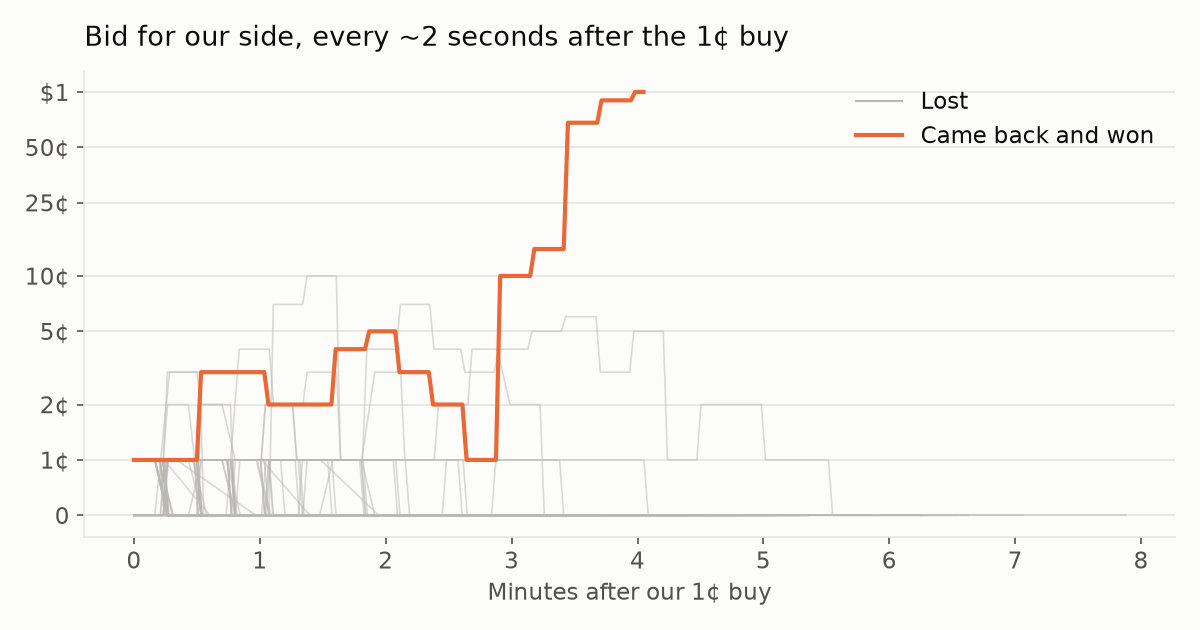 Bid for our side, every ~2 seconds after the 1¢ buy
$1
50¢
25¢
10¢
5¢
2¢
1¢
0
Lost
Came back and won
0 1 2 3 4 5 6 7 8
Minutes after our 1¢ buy